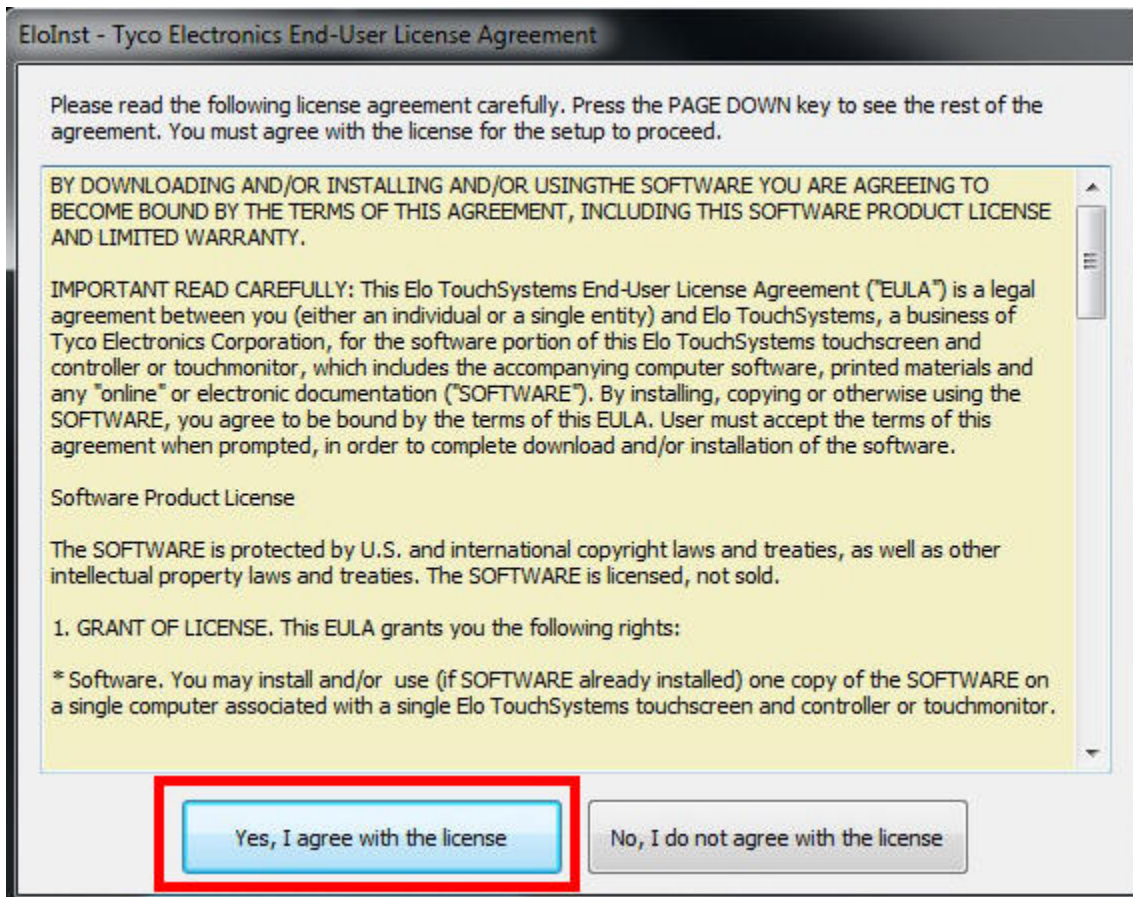 EloInst - Tyco Electronics End-User License Agreement
Please read the following license agreement carefully. Press the PAGE DOWN key to see the rest of the
agreement. You must agree with the license for the setup to proceed.
BY DOWNLOADING AND/OR INSTALLING AND/OR USINGTHE SOFTWARE YOU ARE AGREEING TO
BECOME BOUND BY THE TERMS OF THIS AGREEMENT, INCLUDING THIS SOFTWARE PRODUCT LICENSE
AND LIMITED WARRANTY.
IMPORTANT READ CAREFULLY: This Elo TouchSystems End-User License Agreement ("EULA") is a legal
agreement between you (either an individual or a single entity) and Elo TouchSystems, a business of
Tyco Electronics Corporation, for the software portion of this Elo TouchSystems touchscreen and
controller or touchmonitor, which includes the accompanying computer software, printed materials and
any "online" or electronic documentation ("SOFTWARE"). By installing, copying or otherwise using the
SOFTWARE, you agree to be bound by the terms of this EULA. User must accept the terms of this
agreement when prompted, in order to complete download and/or installation of the software.
Software Product License
The SOFTWARE is protected by U.S. and international copyright laws and treaties, as well as other
intellectual property laws and treaties. The SOFTWARE is licensed, not sold.
1. GRANT OF LICENSE. This EULA grants you the following rights:
* Software. You may install and/or  use (if SOFTWARE already installed) one copy of the SOFTWARE on
a single computer associated with a single Elo TouchSystems touchscreen and controller or touchmonitor.
Yes, I agree with the license
No, I do not agree with the license